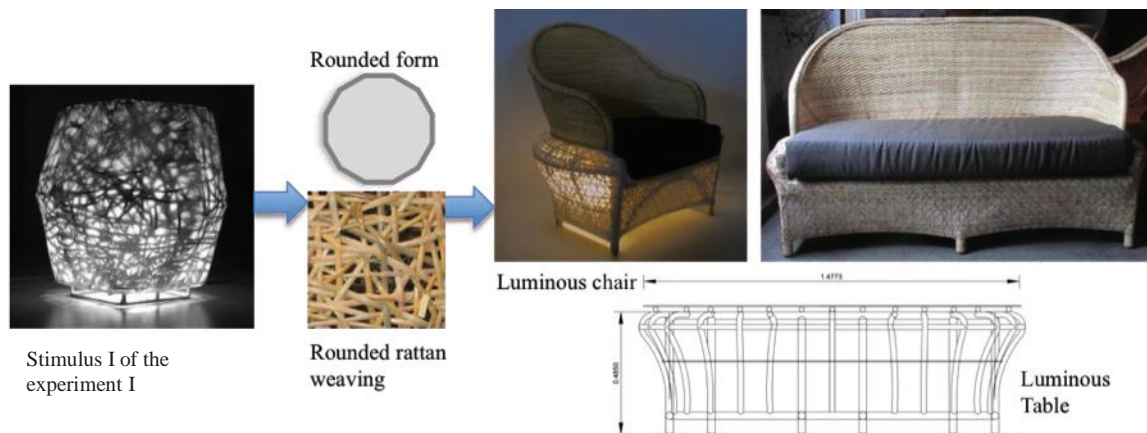 Rounded form
Stimulus I of the
experiment I
Rounded rattan
weaving
Luminous chair
1.4773
0.4850
Luminous
Table